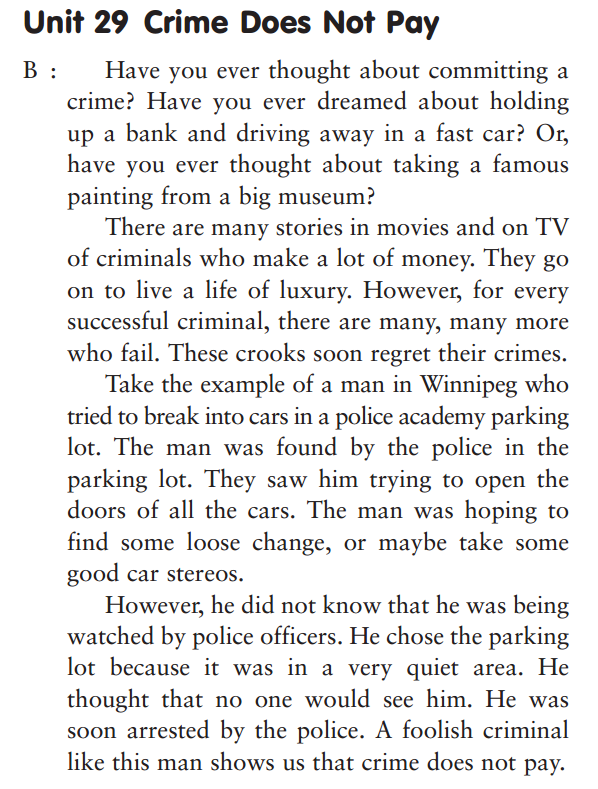 Unit 29 Crime Does Not Pay
B : Have you ever thought about committing a
crime? Have you ever dreamed about holding
up a bank and driving away in a fast car? Or,
have you ever thought about taking a famous
painting from a big museum?
There are many stories in movies and on TV
of criminals who make a lot of money. They go
on to live a life of luxury. However, for every
successful criminal, there are many, many more
who fail. These crooks soon regret their crimes.
Take the example of a man in Winnipeg who
tried to break into cars in a police academy parking
lot. The man was found by the police in the
parking lot. They saw him trying to open the
doors of all the cars. The man was hoping to
find some loose change, or maybe take some
good car stereos.
However, he did not know that he was being
watched by police officers. He chose the parking
lot because it was in a very quiet area. He
thought that no one would see him. He was
soon arrested by the police. A foolish criminal
like this man shows us that crime does not pay.